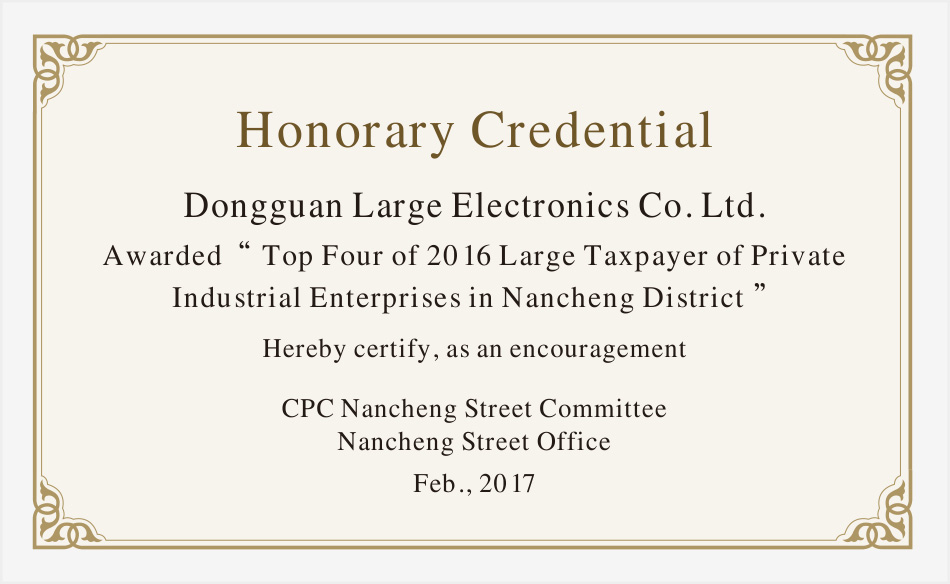 Honorary Credential
Dongguan Large Electronics Co. Ltd.
Awarded “ Top Four of 2016 Large Taxpayer of Private
Industrial Enterprises in Nancheng District ”
Hereby certify, as an encouragement
CPC Nancheng Street Committee
Nancheng Street Office
Feb., 2017